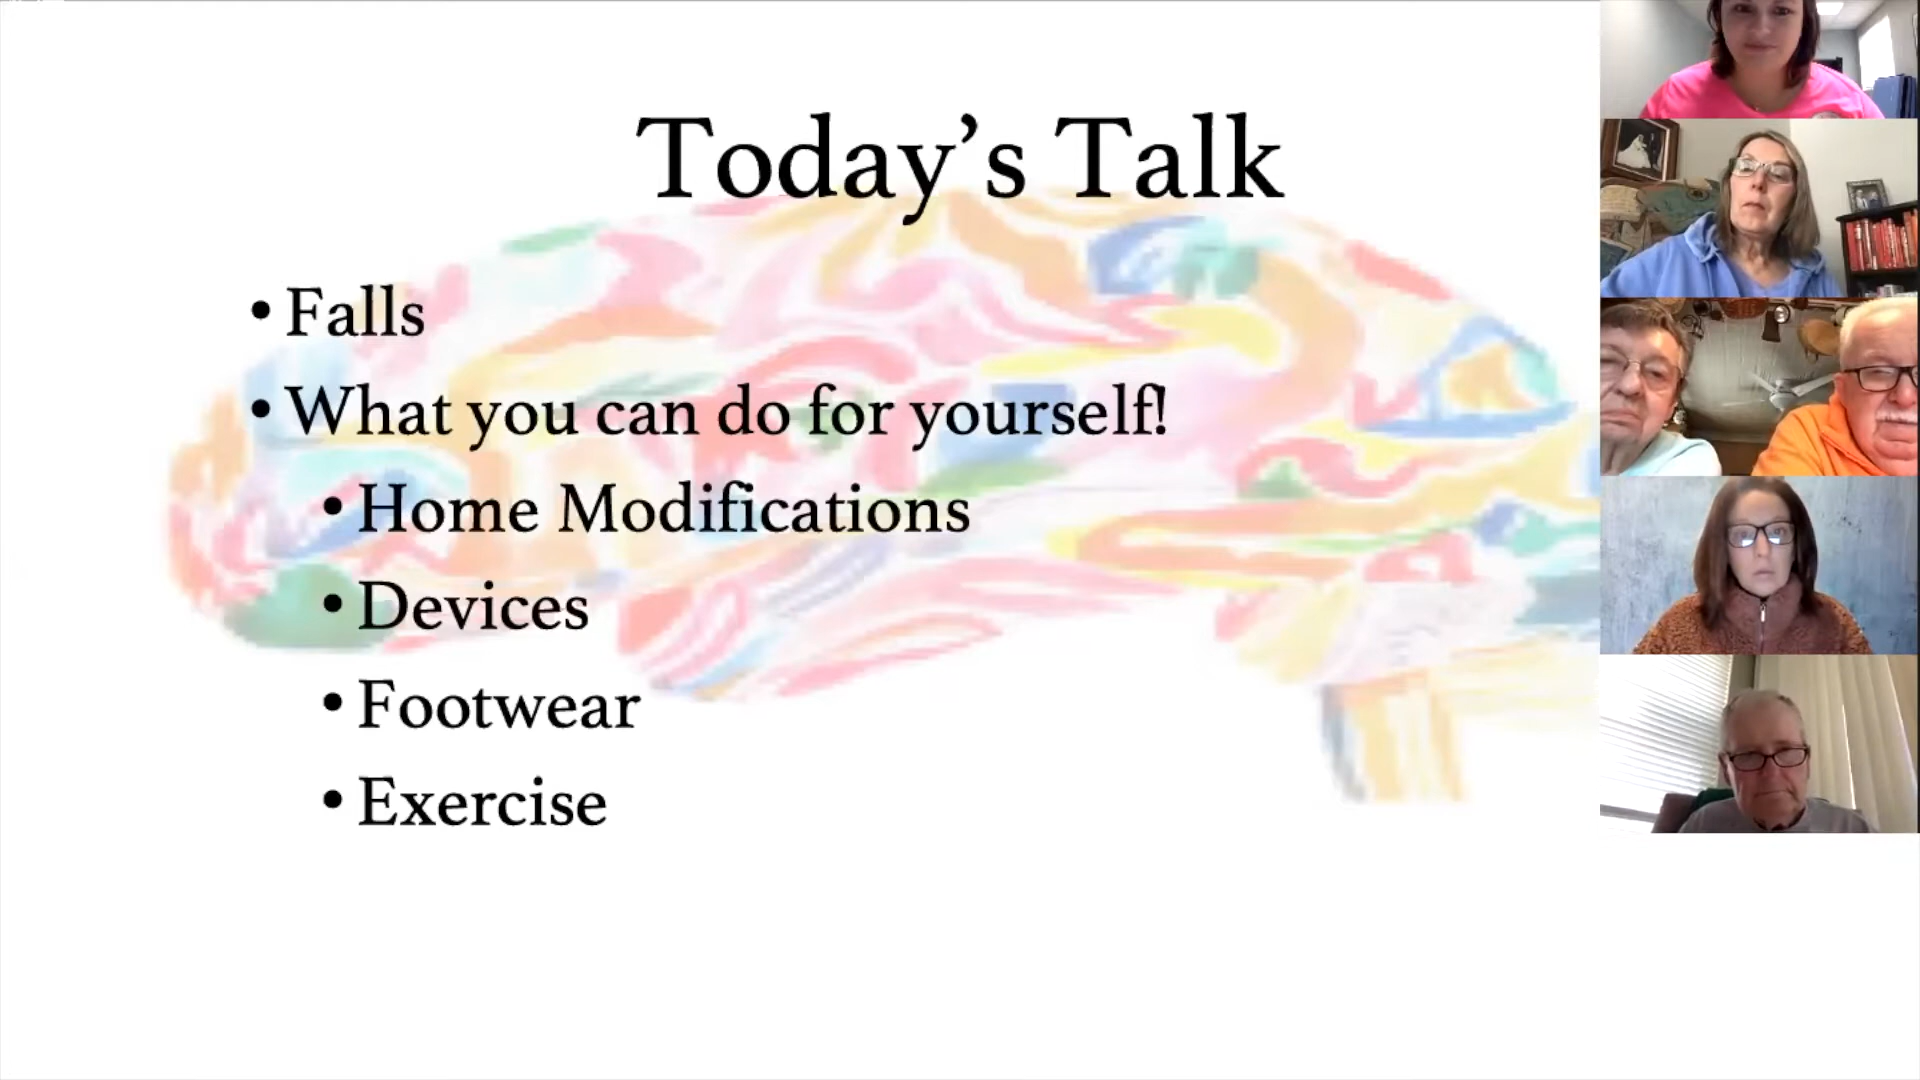 Today’s Talk
• Falls
• What you can do for yourself!
• Home Modifications
• Devices
• Footwear
• Exercise